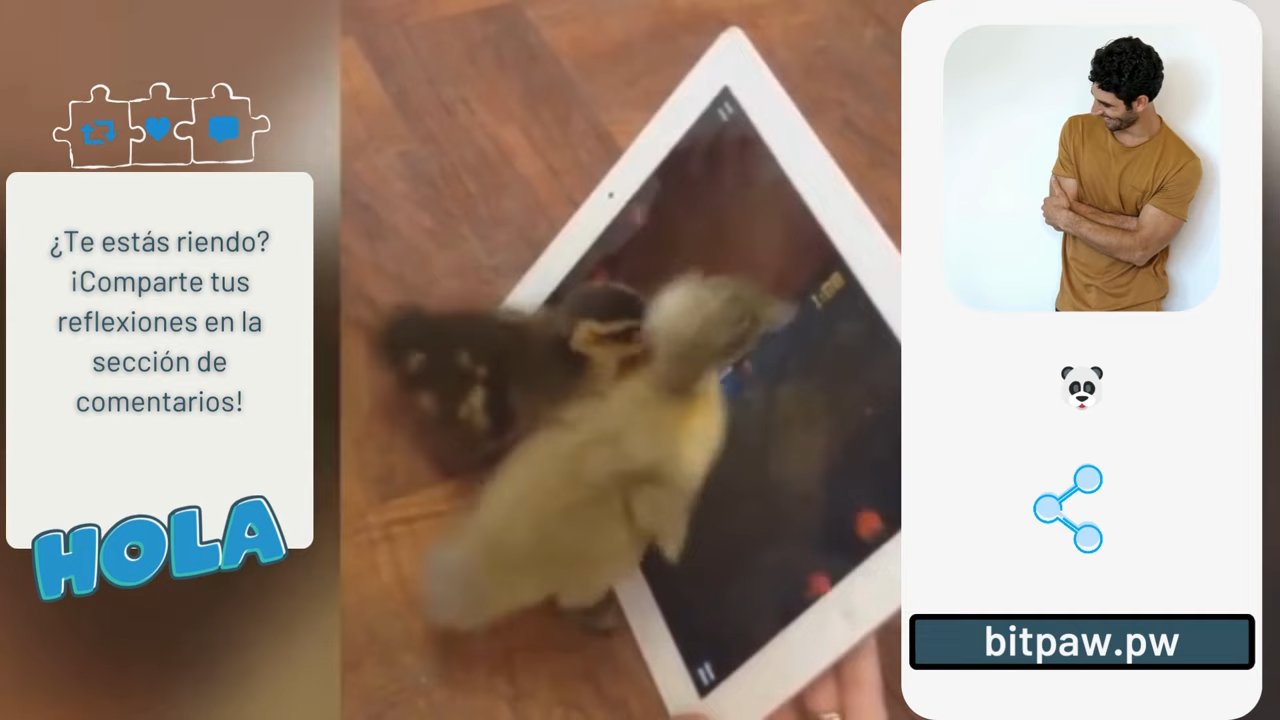 ¿Te estás riendo?
¡Comparte tus
reflexiones en la
sección de
comentarios!
HOLA
bitpaw.pw